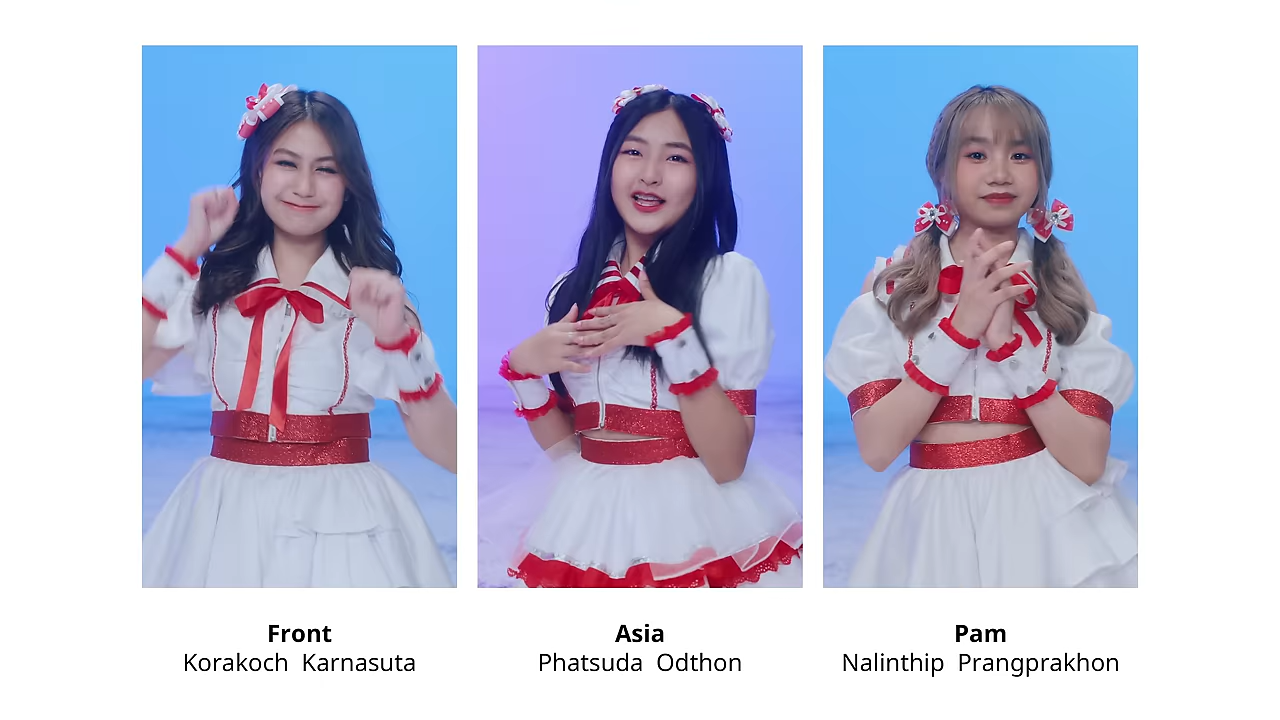 Front
Korakoch Karnasuta
Asia
Phatsuda Odthon
Pam
Nalinthip Prangprakhon